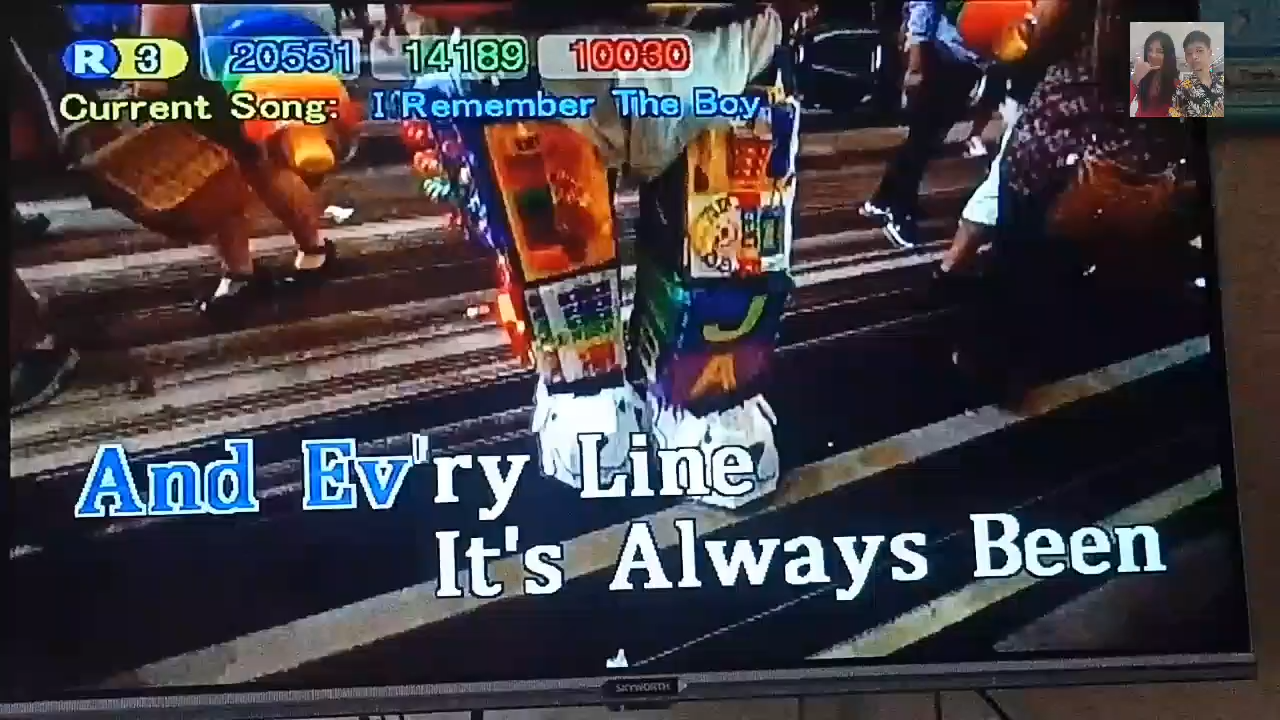 R 3 20551 14189 10030
Current Song: I Remember The Boy
J
A
And Ev'ry Line
It's Always Been
SKYWORTH